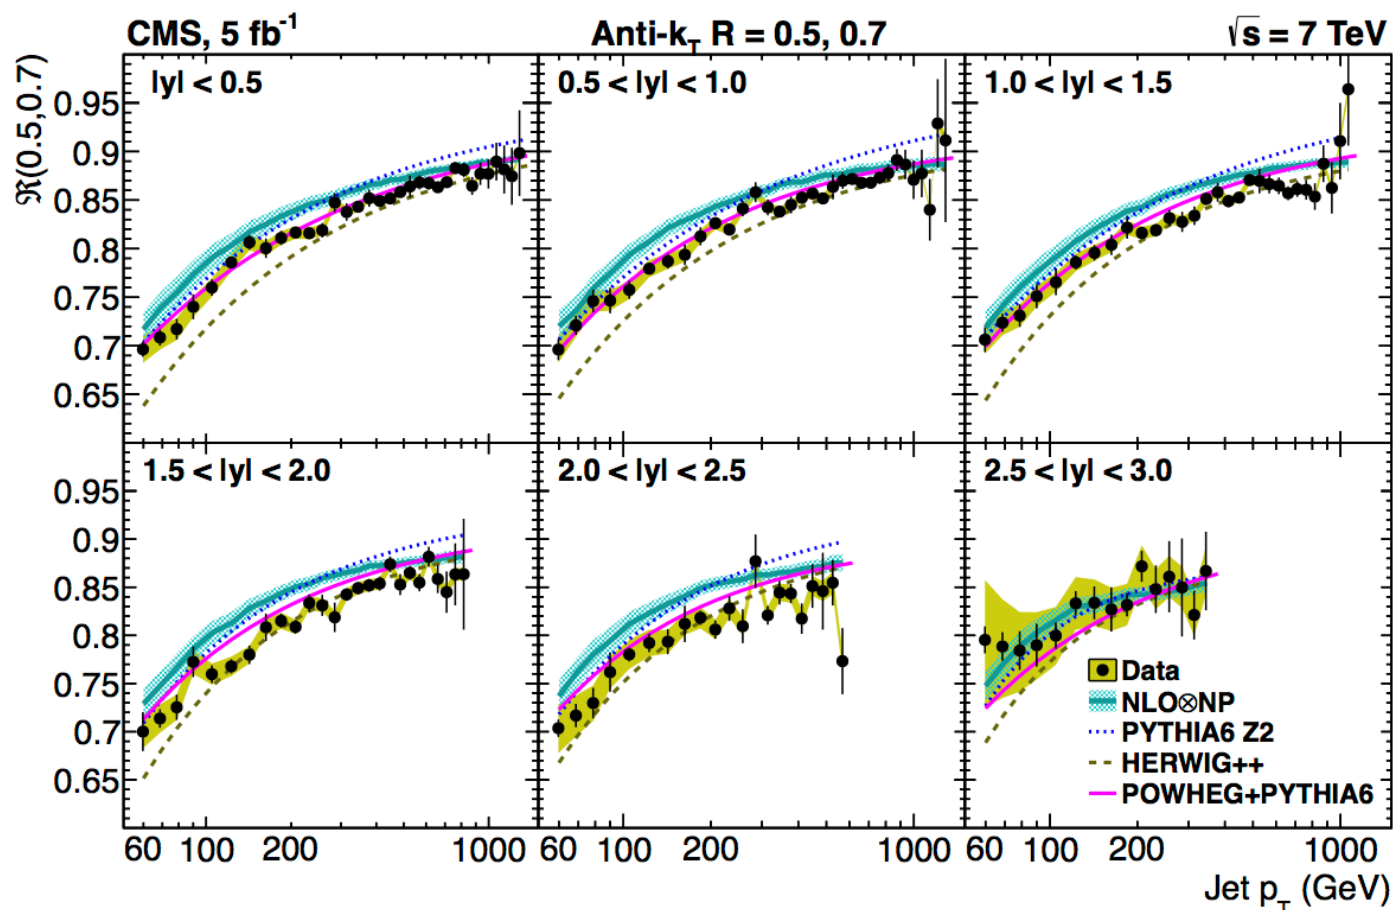 CMS, 5 fb⁻¹ Anti-k_T R = 0.5, 0.7 √s = 7 TeV
ℜ(0.5,0.7)
|y| < 0.5 0.5 < |y| < 1.0 1.0 < |y| < 1.5
0.95
0.9
0.85
0.8
0.75
0.7
0.65
1.5 < |y| < 2.0 2.0 < |y| < 2.5 2.5 < |y| < 3.0
0.95
0.9
0.85
0.8
0.75
0.7
0.65
Data
NLO⊗NP
PYTHIA6 Z2
HERWIG++
POWHEG+PYTHIA6
60 100 200 1000 60 100 200 1000 60 100 200 1000
Jet p_T (GeV)